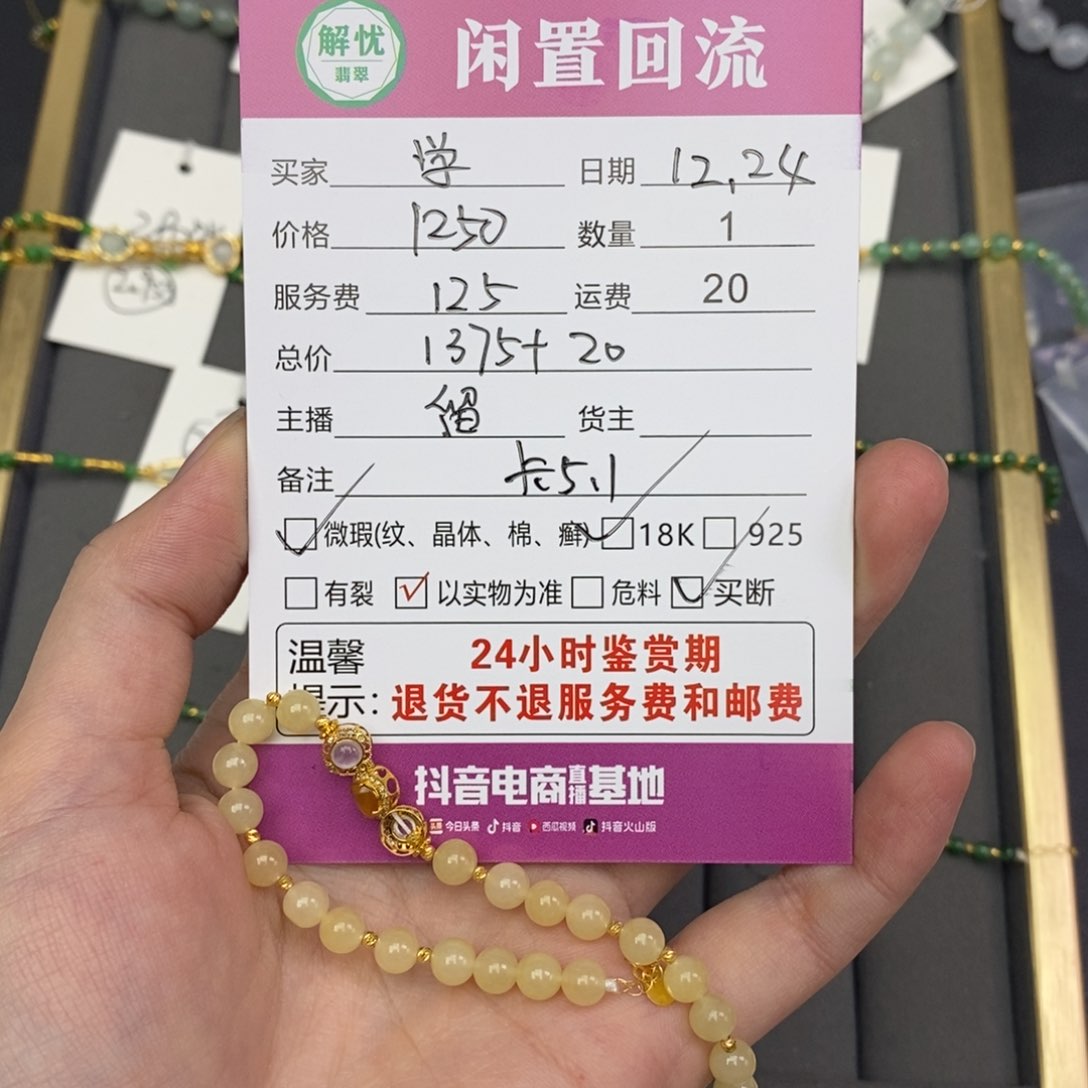 解忧
翡翠
闲置回流
买家 学 日期 12,24
价格 1250 数量 1
服务费 125 运费 20
总价 1375+ 20
主播 留 货主
备注 长5.1
微瑕(纹、晶体、棉、癣) 18K 925
有裂 以实物为准 危料 买断
温馨 24小时鉴赏期
提示: 退货不退服务费和邮费
抖音电商直播基地
头条 今日头条 抖音 西瓜视频 抖音火山版